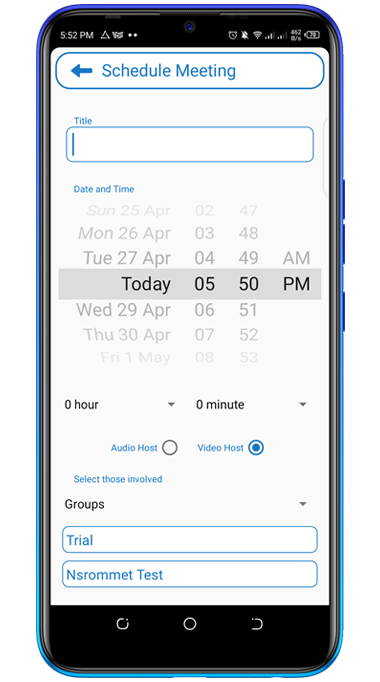 5:52 PM
462 B/s 79
Schedule Meeting
Title
Date and Time
Sun 25 Apr 02 47
Mon 26 Apr 03 48
Tue 27 Apr 04 49 AM
Today 05 50 PM
Wed 29 Apr 06 51
Thu 30 Apr 07 52
Fri 1 May 08 53
0 hour 0 minute
Audio Host Video Host
Select those involved
Groups
Trial
Nsrommet Test